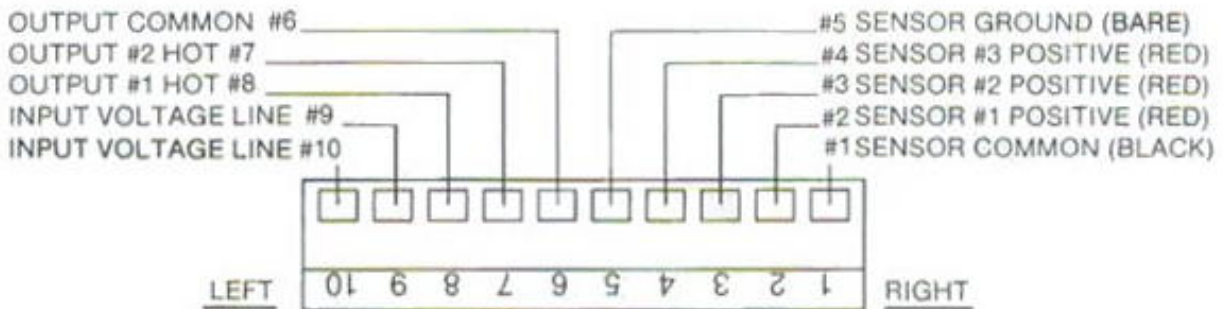 OUTPUT COMMON #6
OUTPUT #2 HOT #7
OUTPUT #1 HOT #8
INPUT VOLTAGE LINE #9
INPUT VOLTAGE LINE #10
#5 SENSOR GROUND (BARE)
#4 SENSOR #3 POSITIVE (RED)
#3 SENSOR #2 POSITIVE (RED)
#2 SENSOR #1 POSITIVE (RED)
#1 SENSOR COMMON (BLACK)
LEFT 10 9 8 7 6 5 4 3 2 1 RIGHT